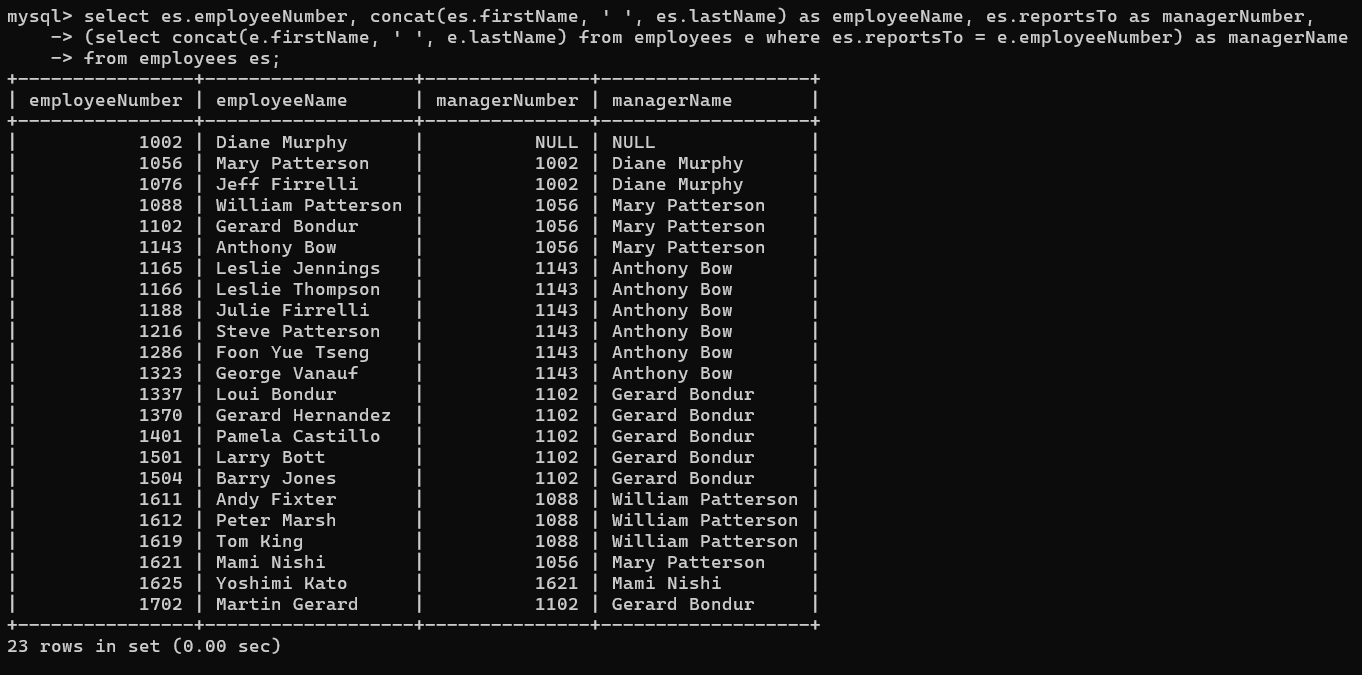 mysql> select es.employeeNumber, concat(es.firstName, ' ', es.lastName) as employeeName, es.reportsTo as managerNumber,
    -> (select concat(e.firstName, ' ', e.lastName) from employees e where es.reportsTo = e.employeeNumber) as managerName
    -> from employees es;
+----------------+-------------------+---------------+-------------------+
| employeeNumber | employeeName      | managerNumber | managerName       |
+----------------+-------------------+---------------+-------------------+
|           1002 | Diane Murphy      |          NULL | NULL              |
|           1056 | Mary Patterson    |          1002 | Diane Murphy      |
|           1076 | Jeff Firrelli     |          1002 | Diane Murphy      |
|           1088 | William Patterson |          1056 | Mary Patterson    |
|           1102 | Gerard Bondur     |          1056 | Mary Patterson    |
|           1143 | Anthony Bow       |          1056 | Mary Patterson    |
|           1165 | Leslie Jennings   |          1143 | Anthony Bow       |
|           1166 | Leslie Thompson   |          1143 | Anthony Bow       |
|           1188 | Julie Firrelli    |          1143 | Anthony Bow       |
|           1216 | Steve Patterson   |          1143 | Anthony Bow       |
|           1286 | Foon Yue Tseng    |          1143 | Anthony Bow       |
|           1323 | George Vanauf     |          1143 | Anthony Bow       |
|           1337 | Loui Bondur       |          1102 | Gerard Bondur     |
|           1370 | Gerard Hernandez  |          1102 | Gerard Bondur     |
|           1401 | Pamela Castillo   |          1102 | Gerard Bondur     |
|           1501 | Larry Bott        |          1102 | Gerard Bondur     |
|           1504 | Barry Jones       |          1102 | Gerard Bondur     |
|           1611 | Andy Fixter       |          1088 | William Patterson |
|           1612 | Peter Marsh       |          1088 | William Patterson |
|           1619 | Tom King          |          1088 | William Patterson |
|           1621 | Mami Nishi        |          1056 | Mary Patterson    |
|           1625 | Yoshimi Kato      |          1621 | Mami Nishi        |
|           1702 | Martin Gerard     |          1102 | Gerard Bondur     |
+----------------+-------------------+---------------+-------------------+
23 rows in set (0.00 sec)